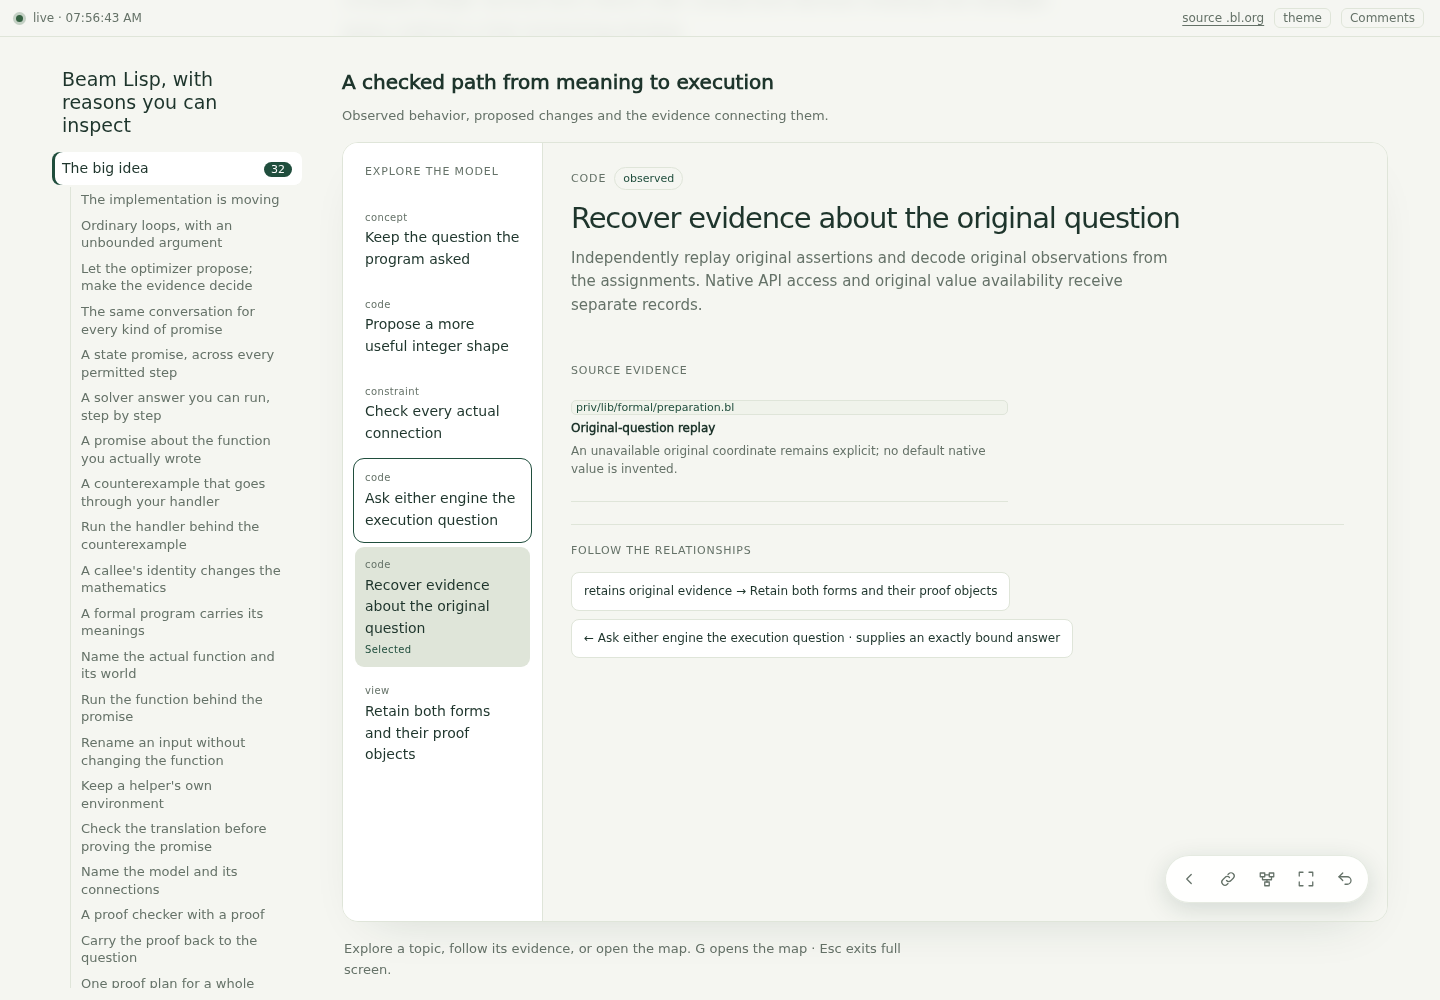 live · 07:56:43 AM
source .bl.org
theme
Comments
Beam Lisp, with
reasons you can
inspect
The big idea
32
The implementation is moving
Ordinary loops, with an
unbounded argument
Let the optimizer propose;
make the evidence decide
The same conversation for
every kind of promise
A state promise, across every
permitted step
A solver answer you can run,
step by step
A promise about the function
you actually wrote
A counterexample that goes
through your handler
Run the handler behind the
counterexample
A callee's identity changes the
mathematics
A formal program carries its
meanings
Name the actual function and
its world
Run the function behind the
promise
Rename an input without
changing the function
Keep a helper's own
environment
Check the translation before
proving the promise
Name the model and its
connections
A proof checker with a proof
Carry the proof back to the
question
One proof plan for a whole
A checked path from meaning to execution
Observed behavior, proposed changes and the evidence connecting them.
EXPLORE THE MODEL
concept
Keep the question the
program asked
code
Propose a more
useful integer shape
constraint
Check every actual
connection
code
Ask either engine the
execution question
code
Recover evidence
about the original
question
Selected
view
Retain both forms
and their proof
objects
CODE
observed
Recover evidence about the original question
Independently replay original assertions and decode original observations from
the assignments. Native API access and original value availability receive
separate records.
SOURCE EVIDENCE
priv/lib/formal/preparation.bl
Original-question replay
An unavailable original coordinate remains explicit; no default native
value is invented.
FOLLOW THE RELATIONSHIPS
retains original evidence → Retain both forms and their proof objects
← Ask either engine the execution question · supplies an exactly bound answer
Explore a topic, follow its evidence, or open the map. G opens the map · Esc exits full
screen.